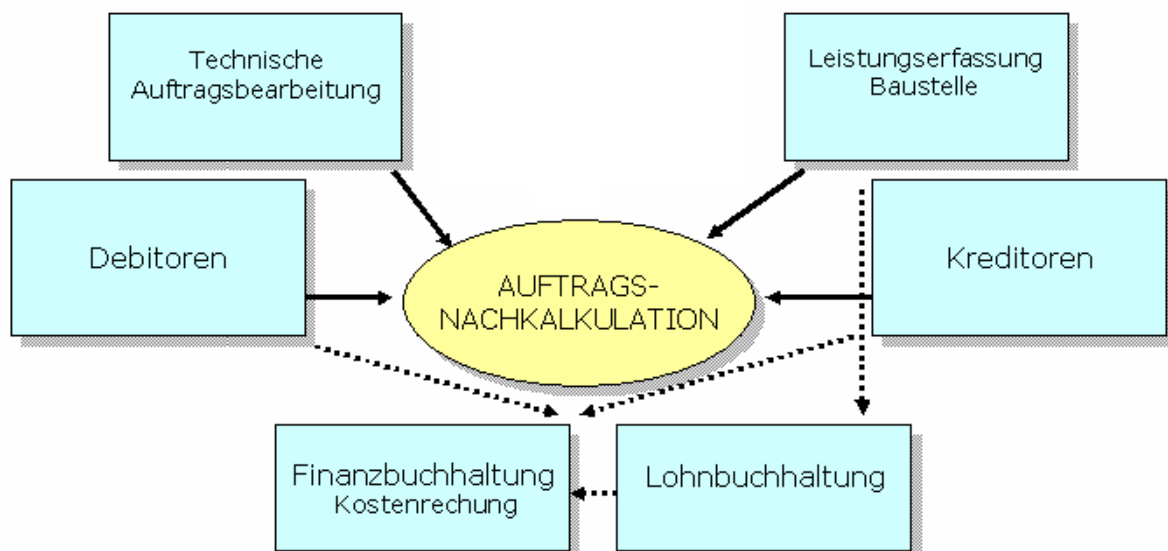 Technische
Auftragsbearbeitung
Leistungserfassung
Baustelle
Debitoren
AUFTRAGS-
NACHKALKULATION
Kreditoren
Finanzbuchhaltung
Kostenrechung
Lohnbuchhaltung